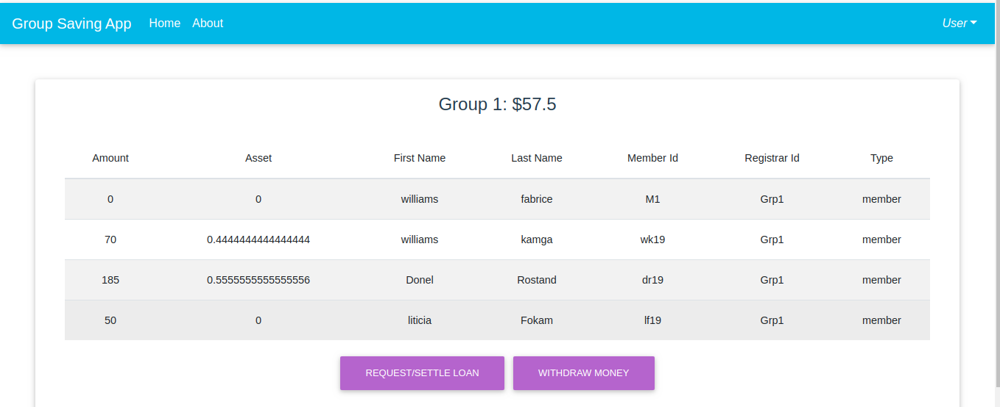 Group Saving App Home About User
Group 1: $57.5
Amount Asset First Name Last Name Member Id Registrar Id Type
0 0 williams fabrice M1 Grp1 member
70 0.4444444444444444 williams kamga wk19 Grp1 member
185 0.5555555555555556 Donel Rostand dr19 Grp1 member
50 0 liticia Fokam lf19 Grp1 member
REQUEST/SETTLE LOAN WITHDRAW MONEY